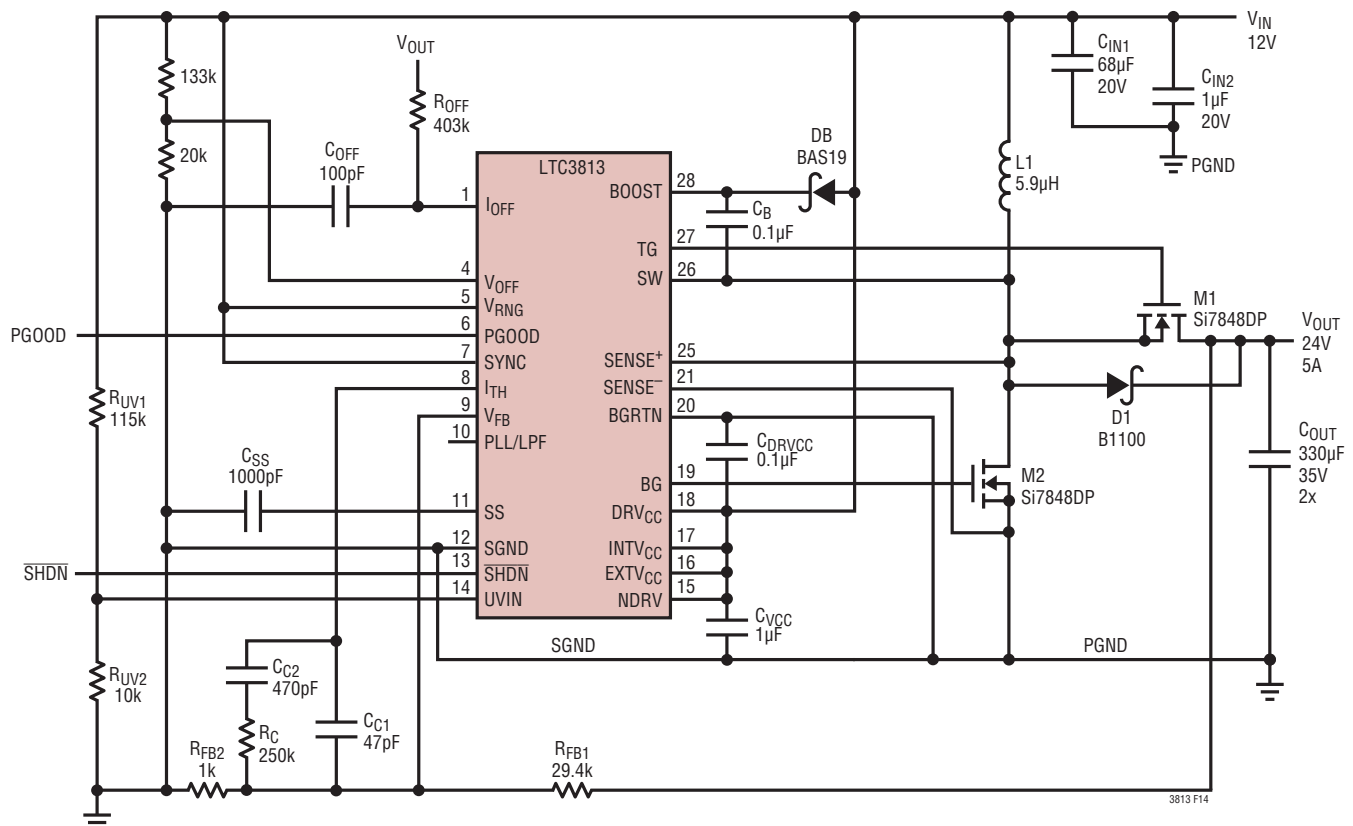 V_IN
12V
C_IN1
68µF
20V
C_IN2
1µF
20V
PGND
133k
20k
V_OUT
R_OFF
403k
C_OFF
100pF
DB
BAS19
L1
5.9µH
LTC3813
1
I_OFF
4
V_OFF
5
V_RNG
6
PGOOD
7
SYNC
8
I_TH
9
V_FB
10
PLL/LPF
11
SS
12
SGND
13
SHDN
14
UVIN
BOOST
28
TG
27
SW
26
SENSE+
25
SENSE–
21
BGRTN
20
BG
19
DRV_CC
18
INTV_CC
17
EXTV_CC
16
NDRV
15
C_B
0.1µF
M1
Si7848DP
V_OUT
24V
5A
D1
B1100
C_OUT
330µF
35V
2x
C_DRVCC
0.1µF
M2
Si7848DP
C_VCC
1µF
PGOOD
R_UV1
115k
C_SS
1000pF
SHDN
SGND
PGND
R_UV2
10k
C_C2
470pF
R_C
250k
C_C1
47pF
R_FB2
1k
R_FB1
29.4k
3813 F14